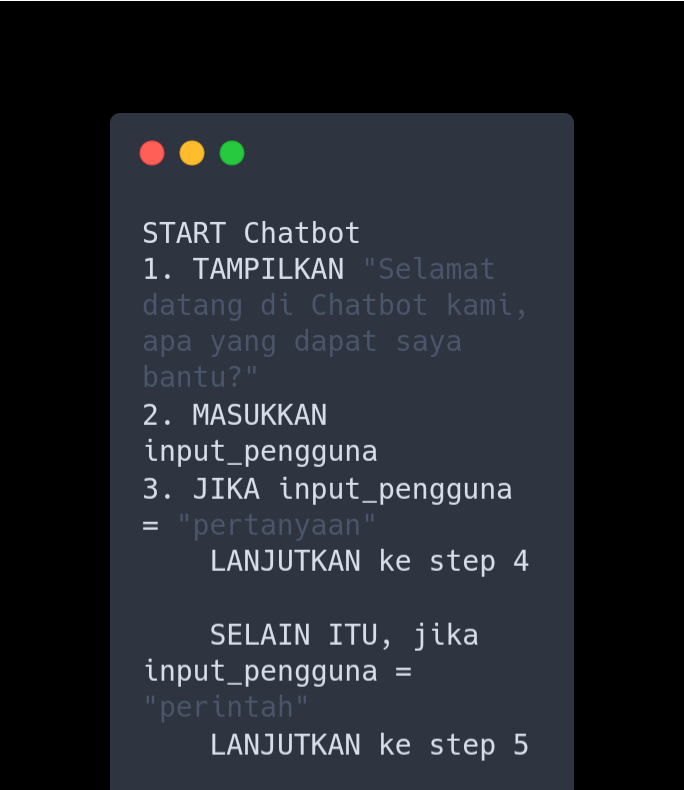 START Chatbot
1. TAMPILKAN "Selamat
datang di Chatbot kami,
apa yang dapat saya
bantu?"
2. MASUKKAN
input_pengguna
3. JIKA input_pengguna
= "pertanyaan"
LANJUTKAN ke step 4
SELAIN ITU, jika
input_pengguna =
"perintah"
LANJUTKAN ke step 5